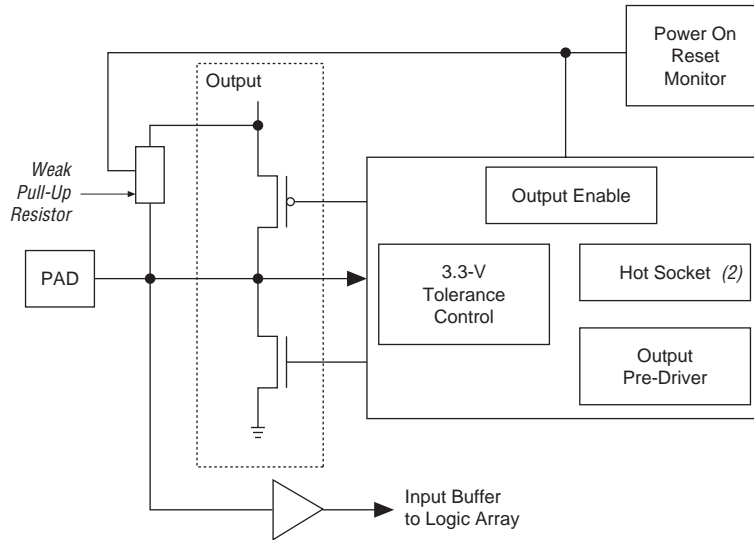 Power On
Reset
Monitor
Output
Weak
Pull-Up
Resistor
Output Enable
PAD
3.3-V
Tolerance
Control
Hot Socket (2)
Output
Pre-Driver
Input Buffer
to Logic Array